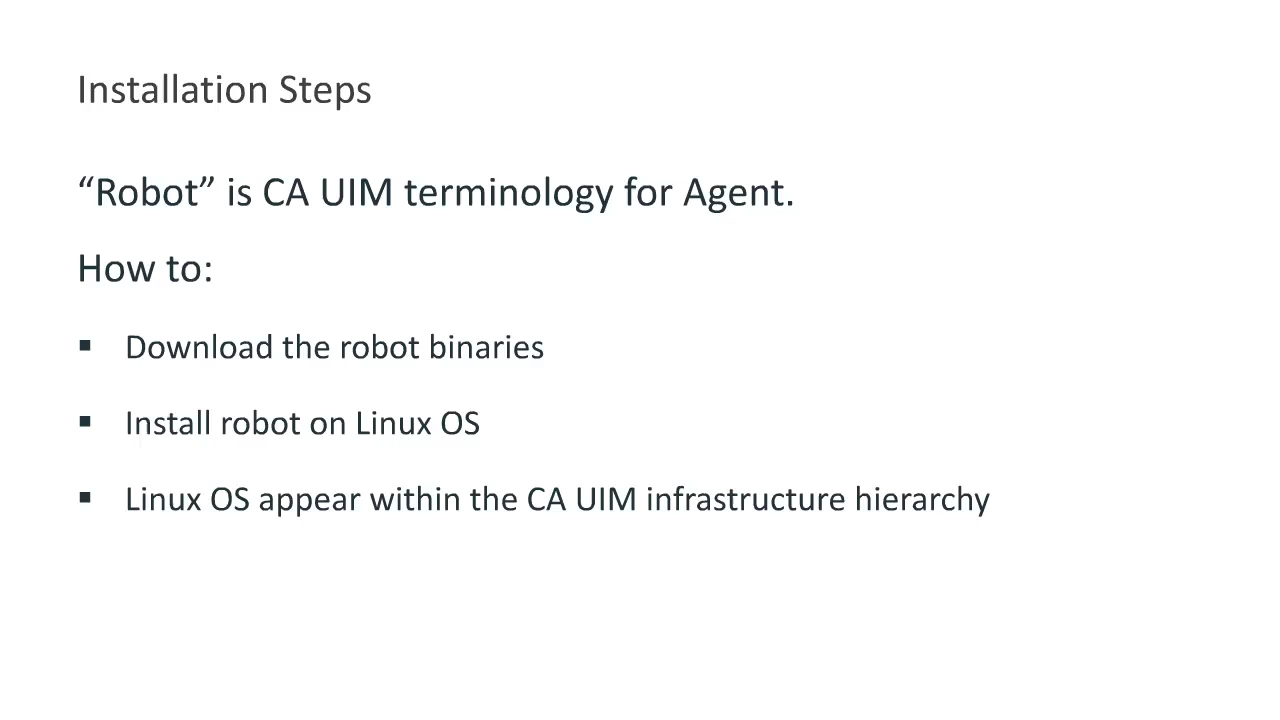 Installation Steps
“Robot” is CA UIM terminology for Agent.
How to:
▪ Download the robot binaries
▪ Install robot on Linux OS
▪ Linux OS appear within the CA UIM infrastructure hierarchy